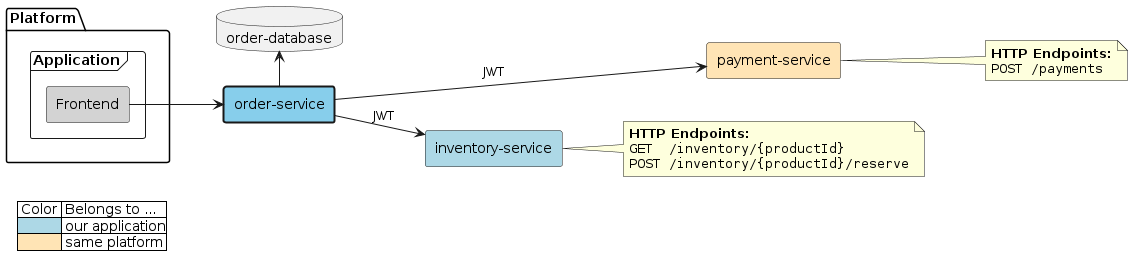 Platform
Application
Frontend
order-database
order-service
JWT
JWT
payment-service
HTTP Endpoints:
POST /payments
inventory-service
HTTP Endpoints:
GET  /inventory/{productId}
POST /inventory/{productId}/reserve
Color Belongs to ...
our application
same platform